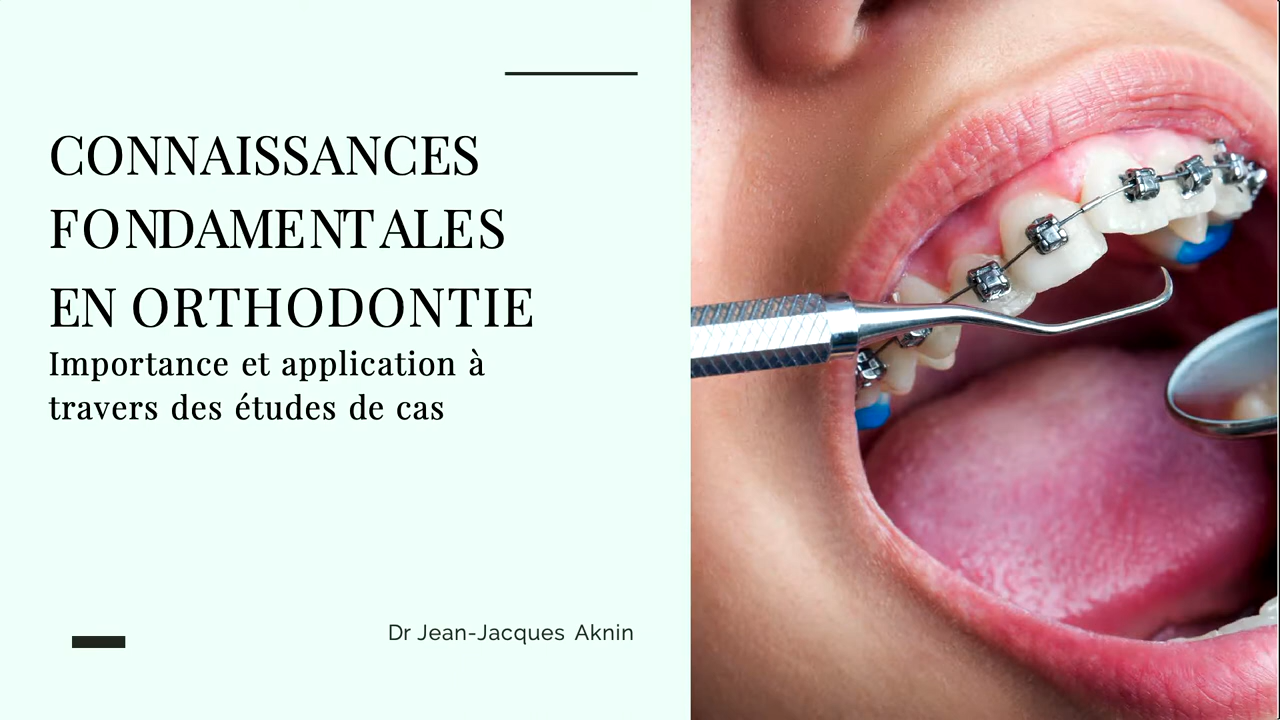 CONNAISSANCES
FONDAMENTALES
EN ORTHODONTIE
Importance et application à
travers des études de cas
Dr Jean-Jacques Aknin